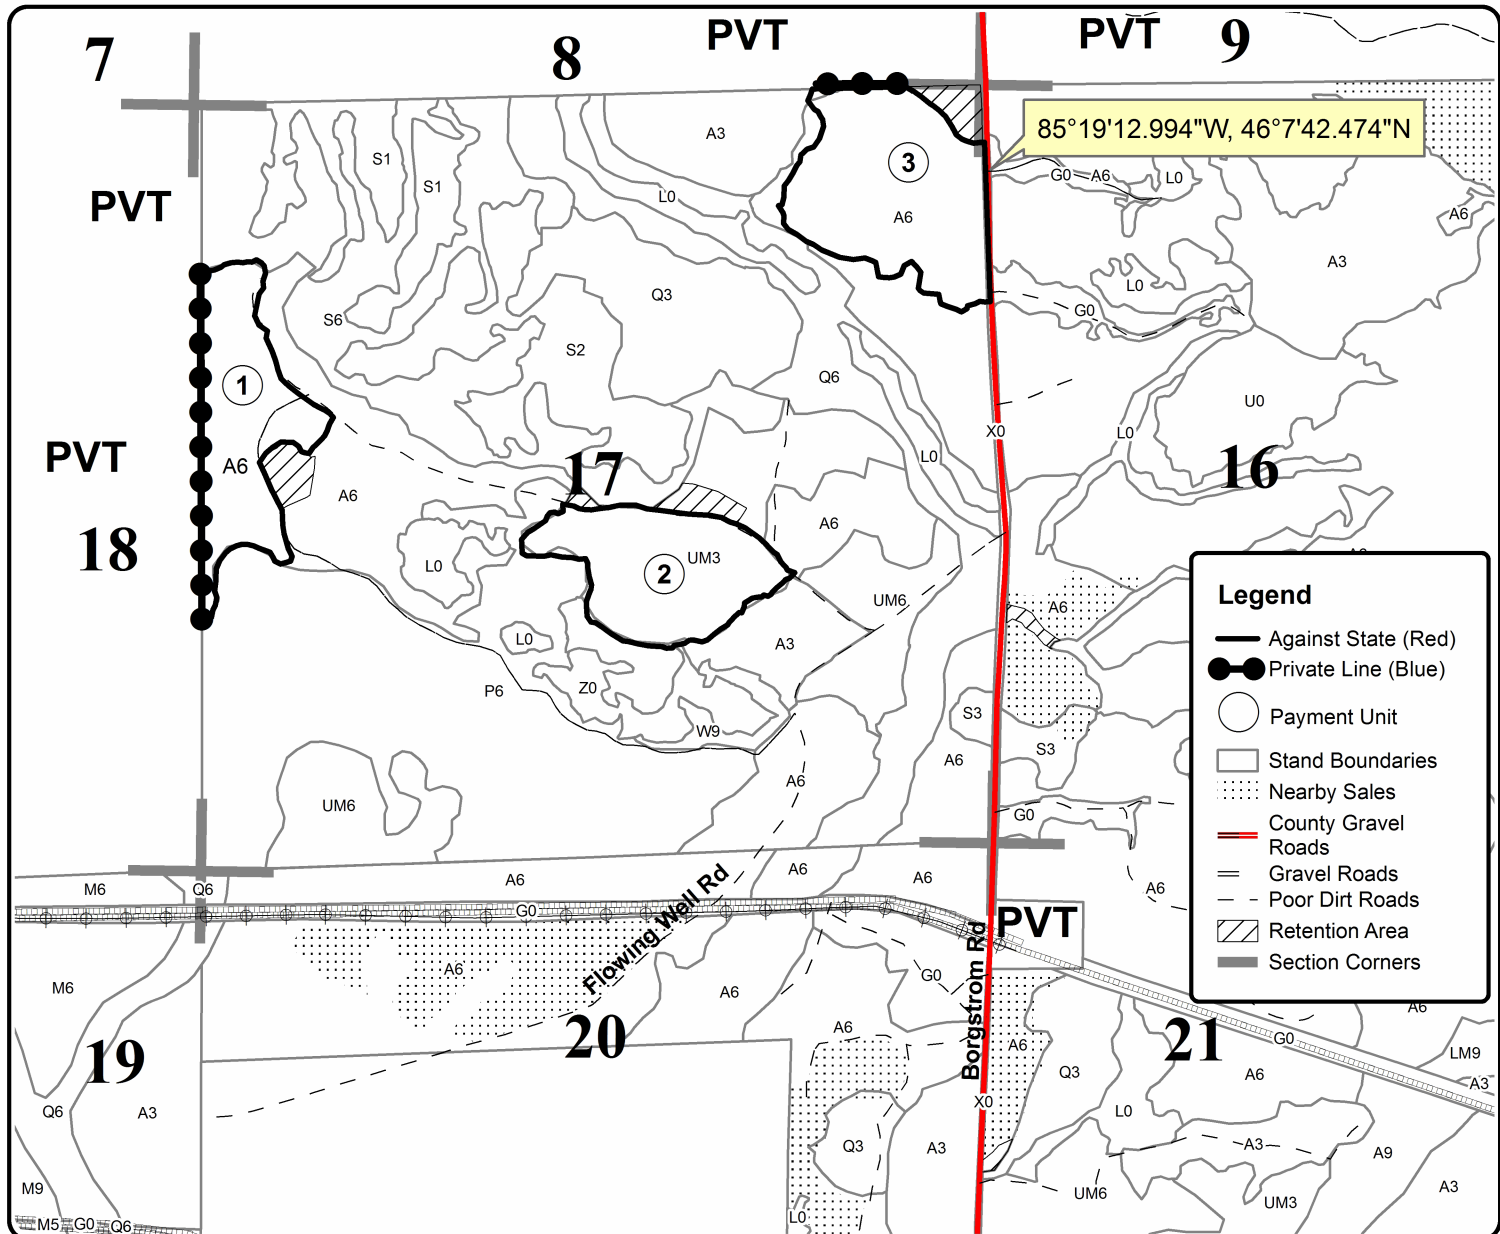 7
8
PVT
PVT
9
85°19'12.994"W, 46°7'42.474"N
S1
A3
3
S1
L0
G0
A6
L0
PVT
A6
A6
A3
Q3
L0
S6
G0
S2
1
Q6
U0
X0
L0
PVT
A6
17
L0
16
A6
A6
18
L0
2
UM3
UM6
A6
L0
A3
P6
Z0
W9
S3
S3
A6
A6
UM6
G0
Legend
Against State (Red)
Private Line (Blue)
Payment Unit
Stand Boundaries
Nearby Sales
County Gravel
Roads
Gravel Roads
Poor Dirt Roads
Retention Area
Section Corners
M6
Q6
A6
A6
A6
A6
G0
Flowing Well Rd
PVT
Borgstrom Rd
M6
A6
A6
G0
A6
19
20
A6
A6
21
G0
LM9
Q3
A6
A3
Q6
A3
X0
L0
Q3
A3
A3
A9
M9
UM6
UM3
A3
M5
G0
Q6
L0